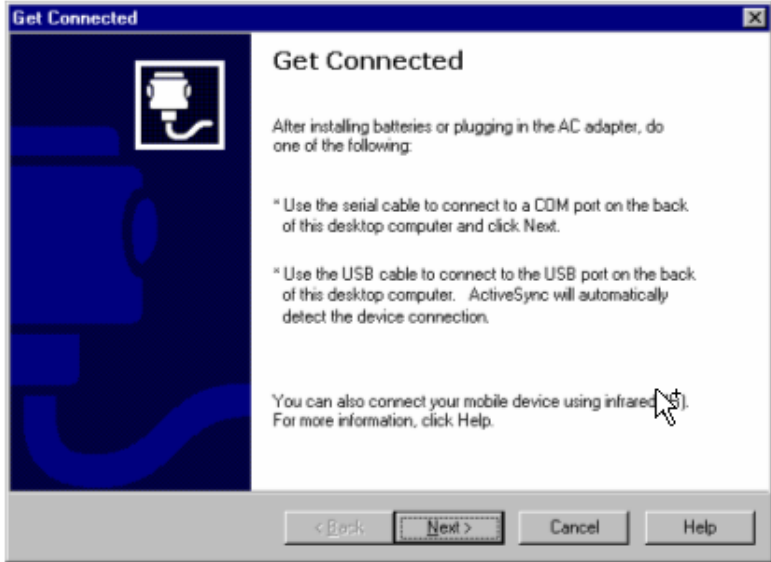 Get Connected
Get Connected
After installing batteries or plugging in the AC adapter, do
one of the following:
* Use the serial cable to connect to a COM port on the back
of this desktop computer and click Next.
* Use the USB cable to connect to the USB port on the back
of this desktop computer. ActiveSync will automatically
detect the device connection.
You can also connect your mobile device using infrared
For more information, click Help.
< Back Next > Cancel Help